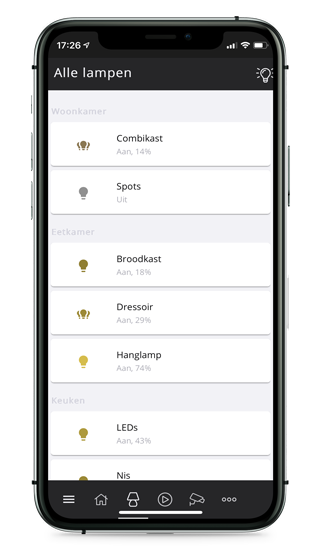 17:26
Alle lampen
Woonkamer
Combikast
Aan, 14%
Spots
Uit
Eetkamer
Broodkast
Aan, 18%
Dressoir
Aan, 29%
Hanglamp
Aan, 74%
Keuken
LEDs
Aan, 43%
Nis